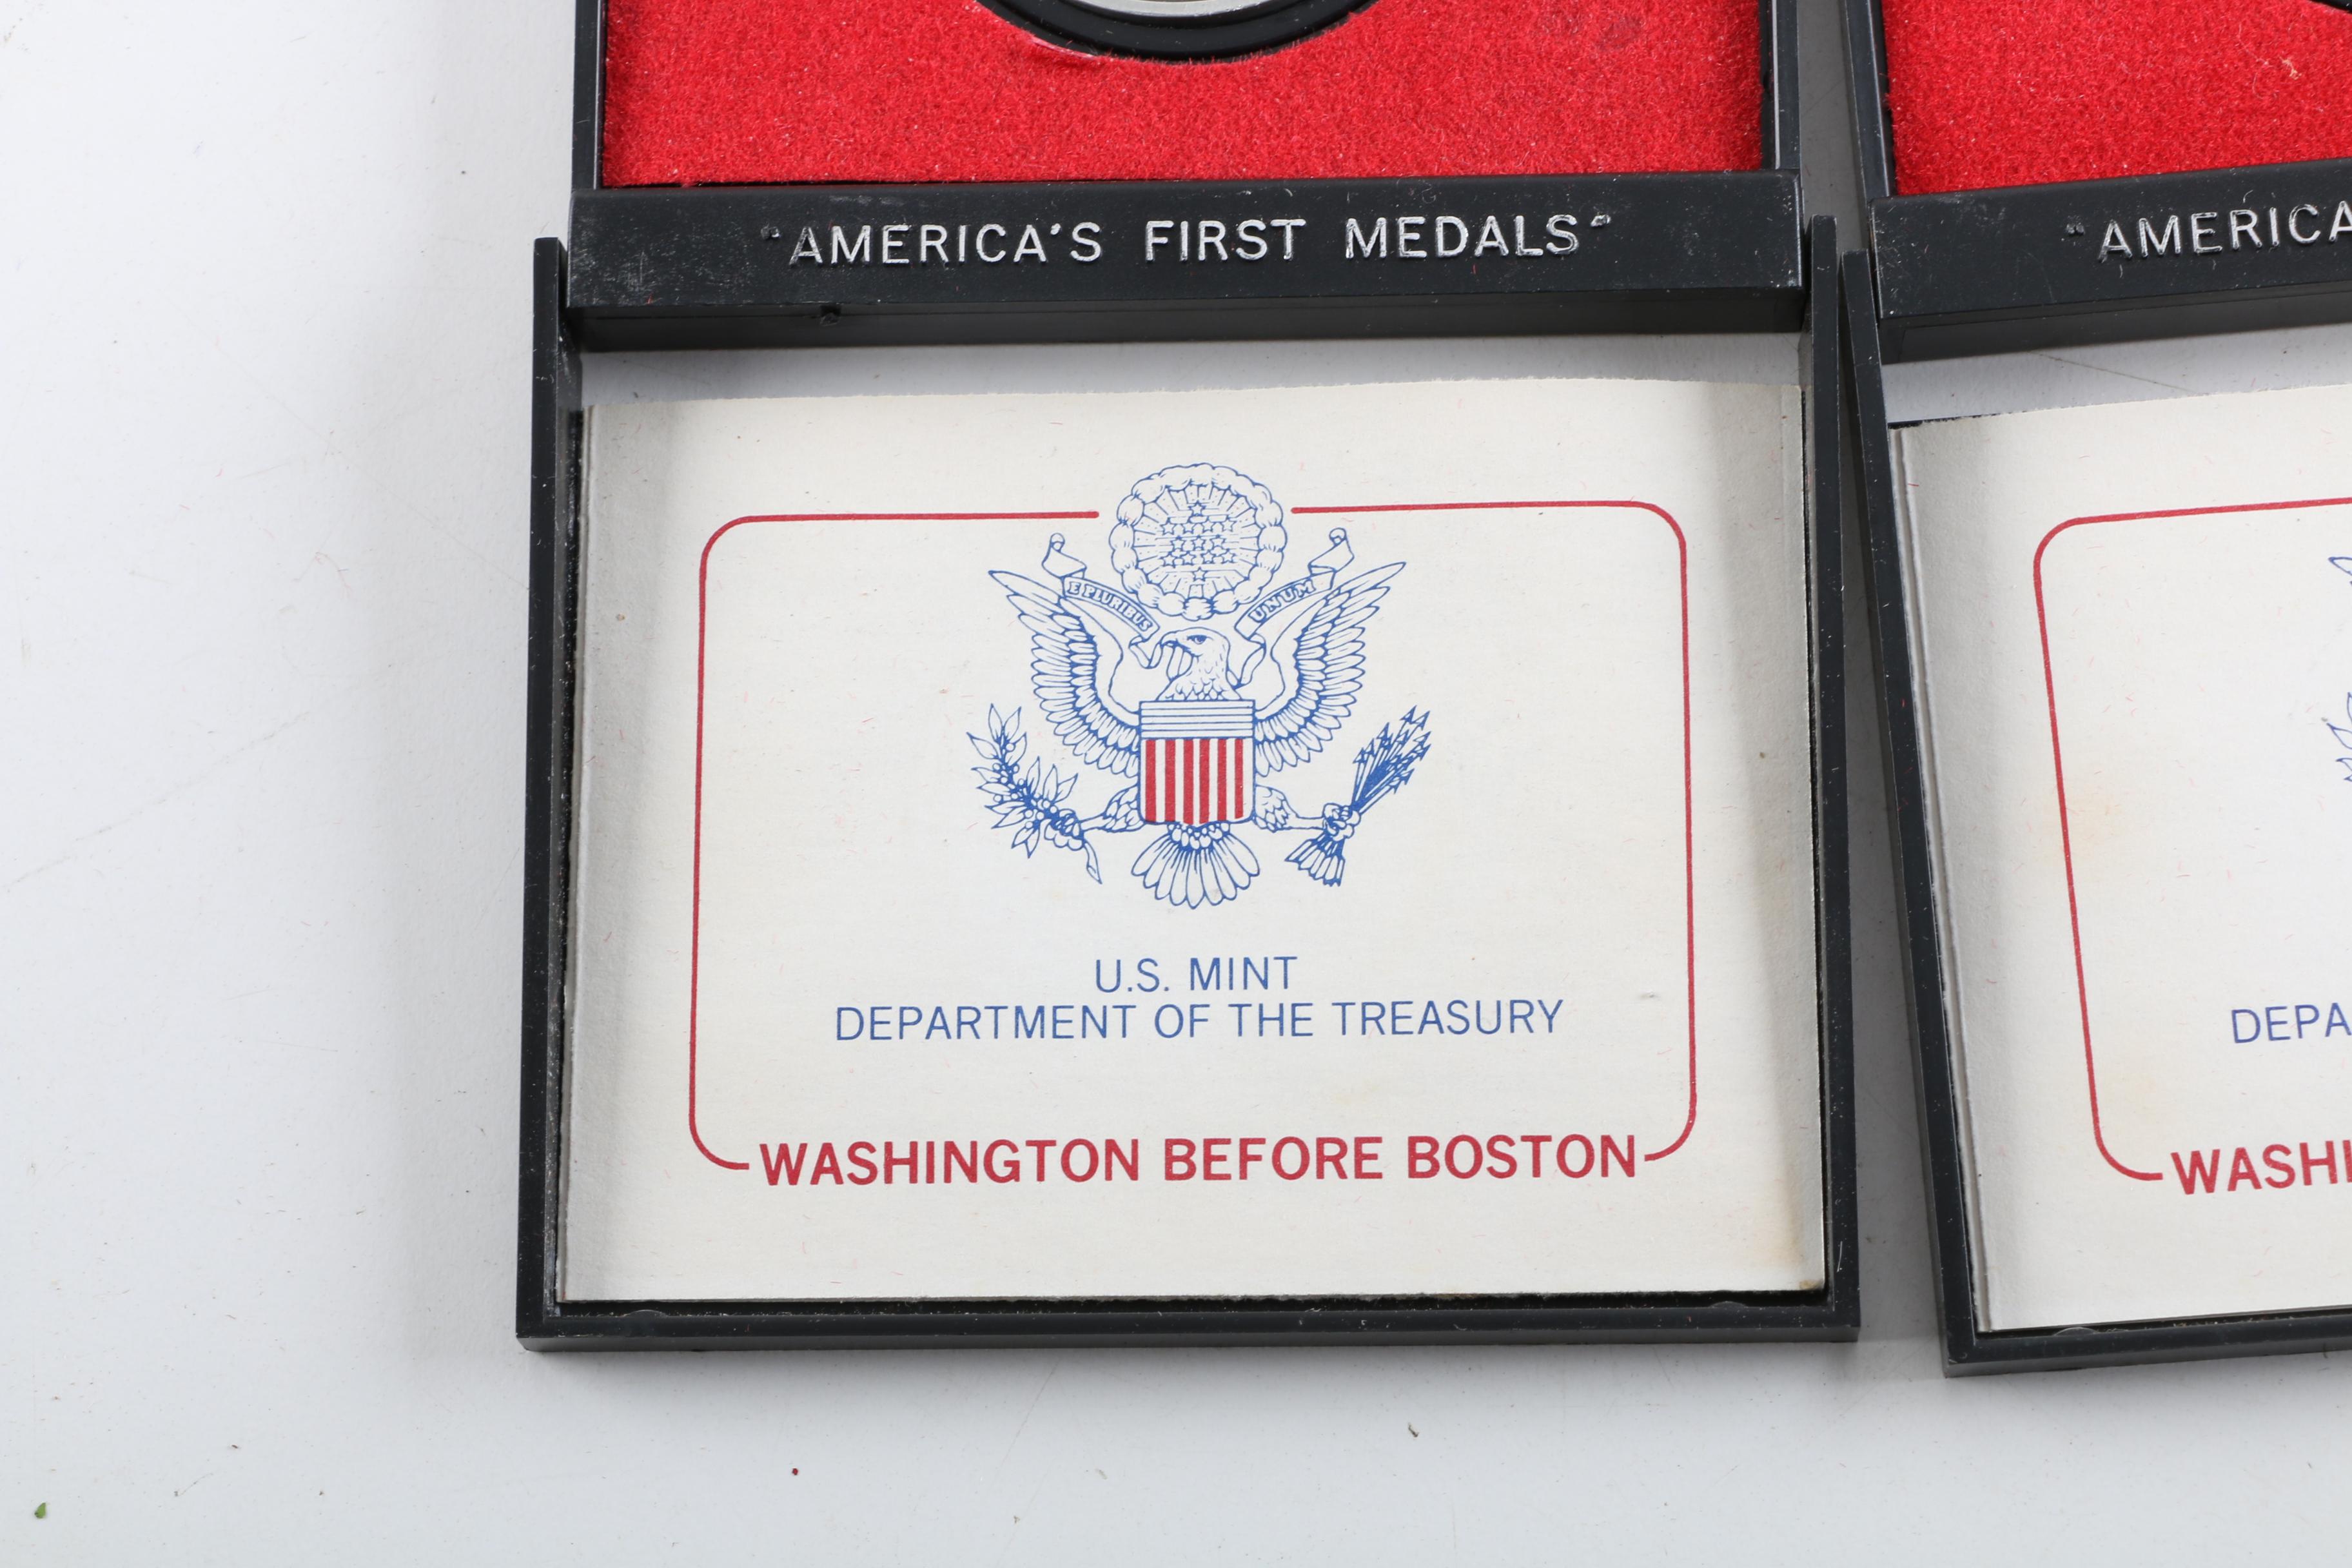 "AMERICA'S FIRST MEDALS"
E PLURIBUS UNUM
U.S. MINT
DEPARTMENT OF THE TREASURY
WASHINGTON BEFORE BOSTON
"AMERICA
DEPA
WASHI